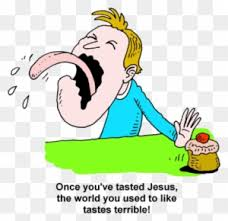 Once you've tasted Jesus,
the world you used to like
tastes terrible!